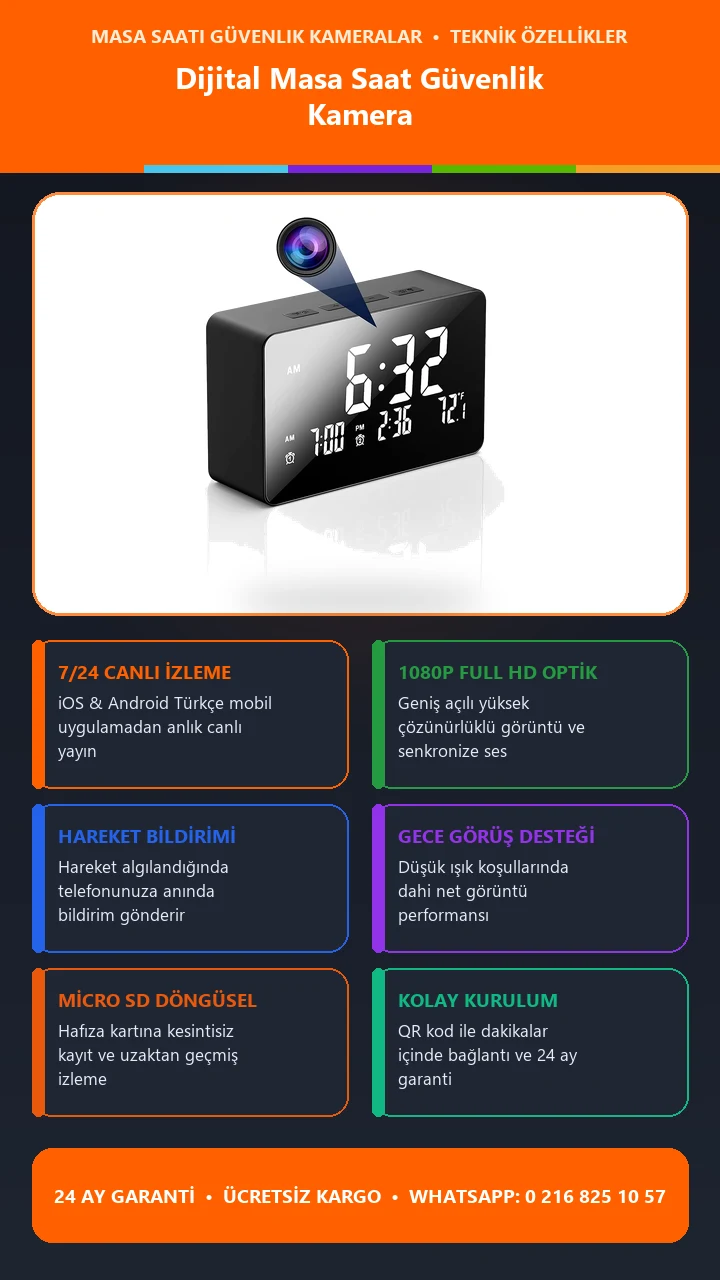 MASA SAATI GÜVENLIK KAMERALAR • TEKNİK ÖZELLİKLER
Dijital Masa Saat Güvenlik
Kamera
AM
6:32
AM
7:00
PM
2:36
72.1°F
7/24 CANLI İZLEME
iOS & Android Türkçe mobil
uygulamadan anlık canlı
yayın
1080P FULL HD OPTİK
Geniş açılı yüksek
çözünürlüklü görüntü ve
senkronize ses
HAREKET BİLDİRİMİ
Hareket algılandığında
telefonunuza anında
bildirim gönderir
GECE GÖRÜŞ DESTEĞİ
Düşük ışık koşullarında
dahi net görüntü
performansı
MİCRO SD DÖNGÜSEL
Hafıza kartına kesintisiz
kayıt ve uzaktan geçmiş
izleme
KOLAY KURULUM
QR kod ile dakikalar
içinde bağlantı ve 24 ay
garanti
24 AY GARANTİ • ÜCRETSİZ KARGO • WHATSAPP: 0 216 825 10 57